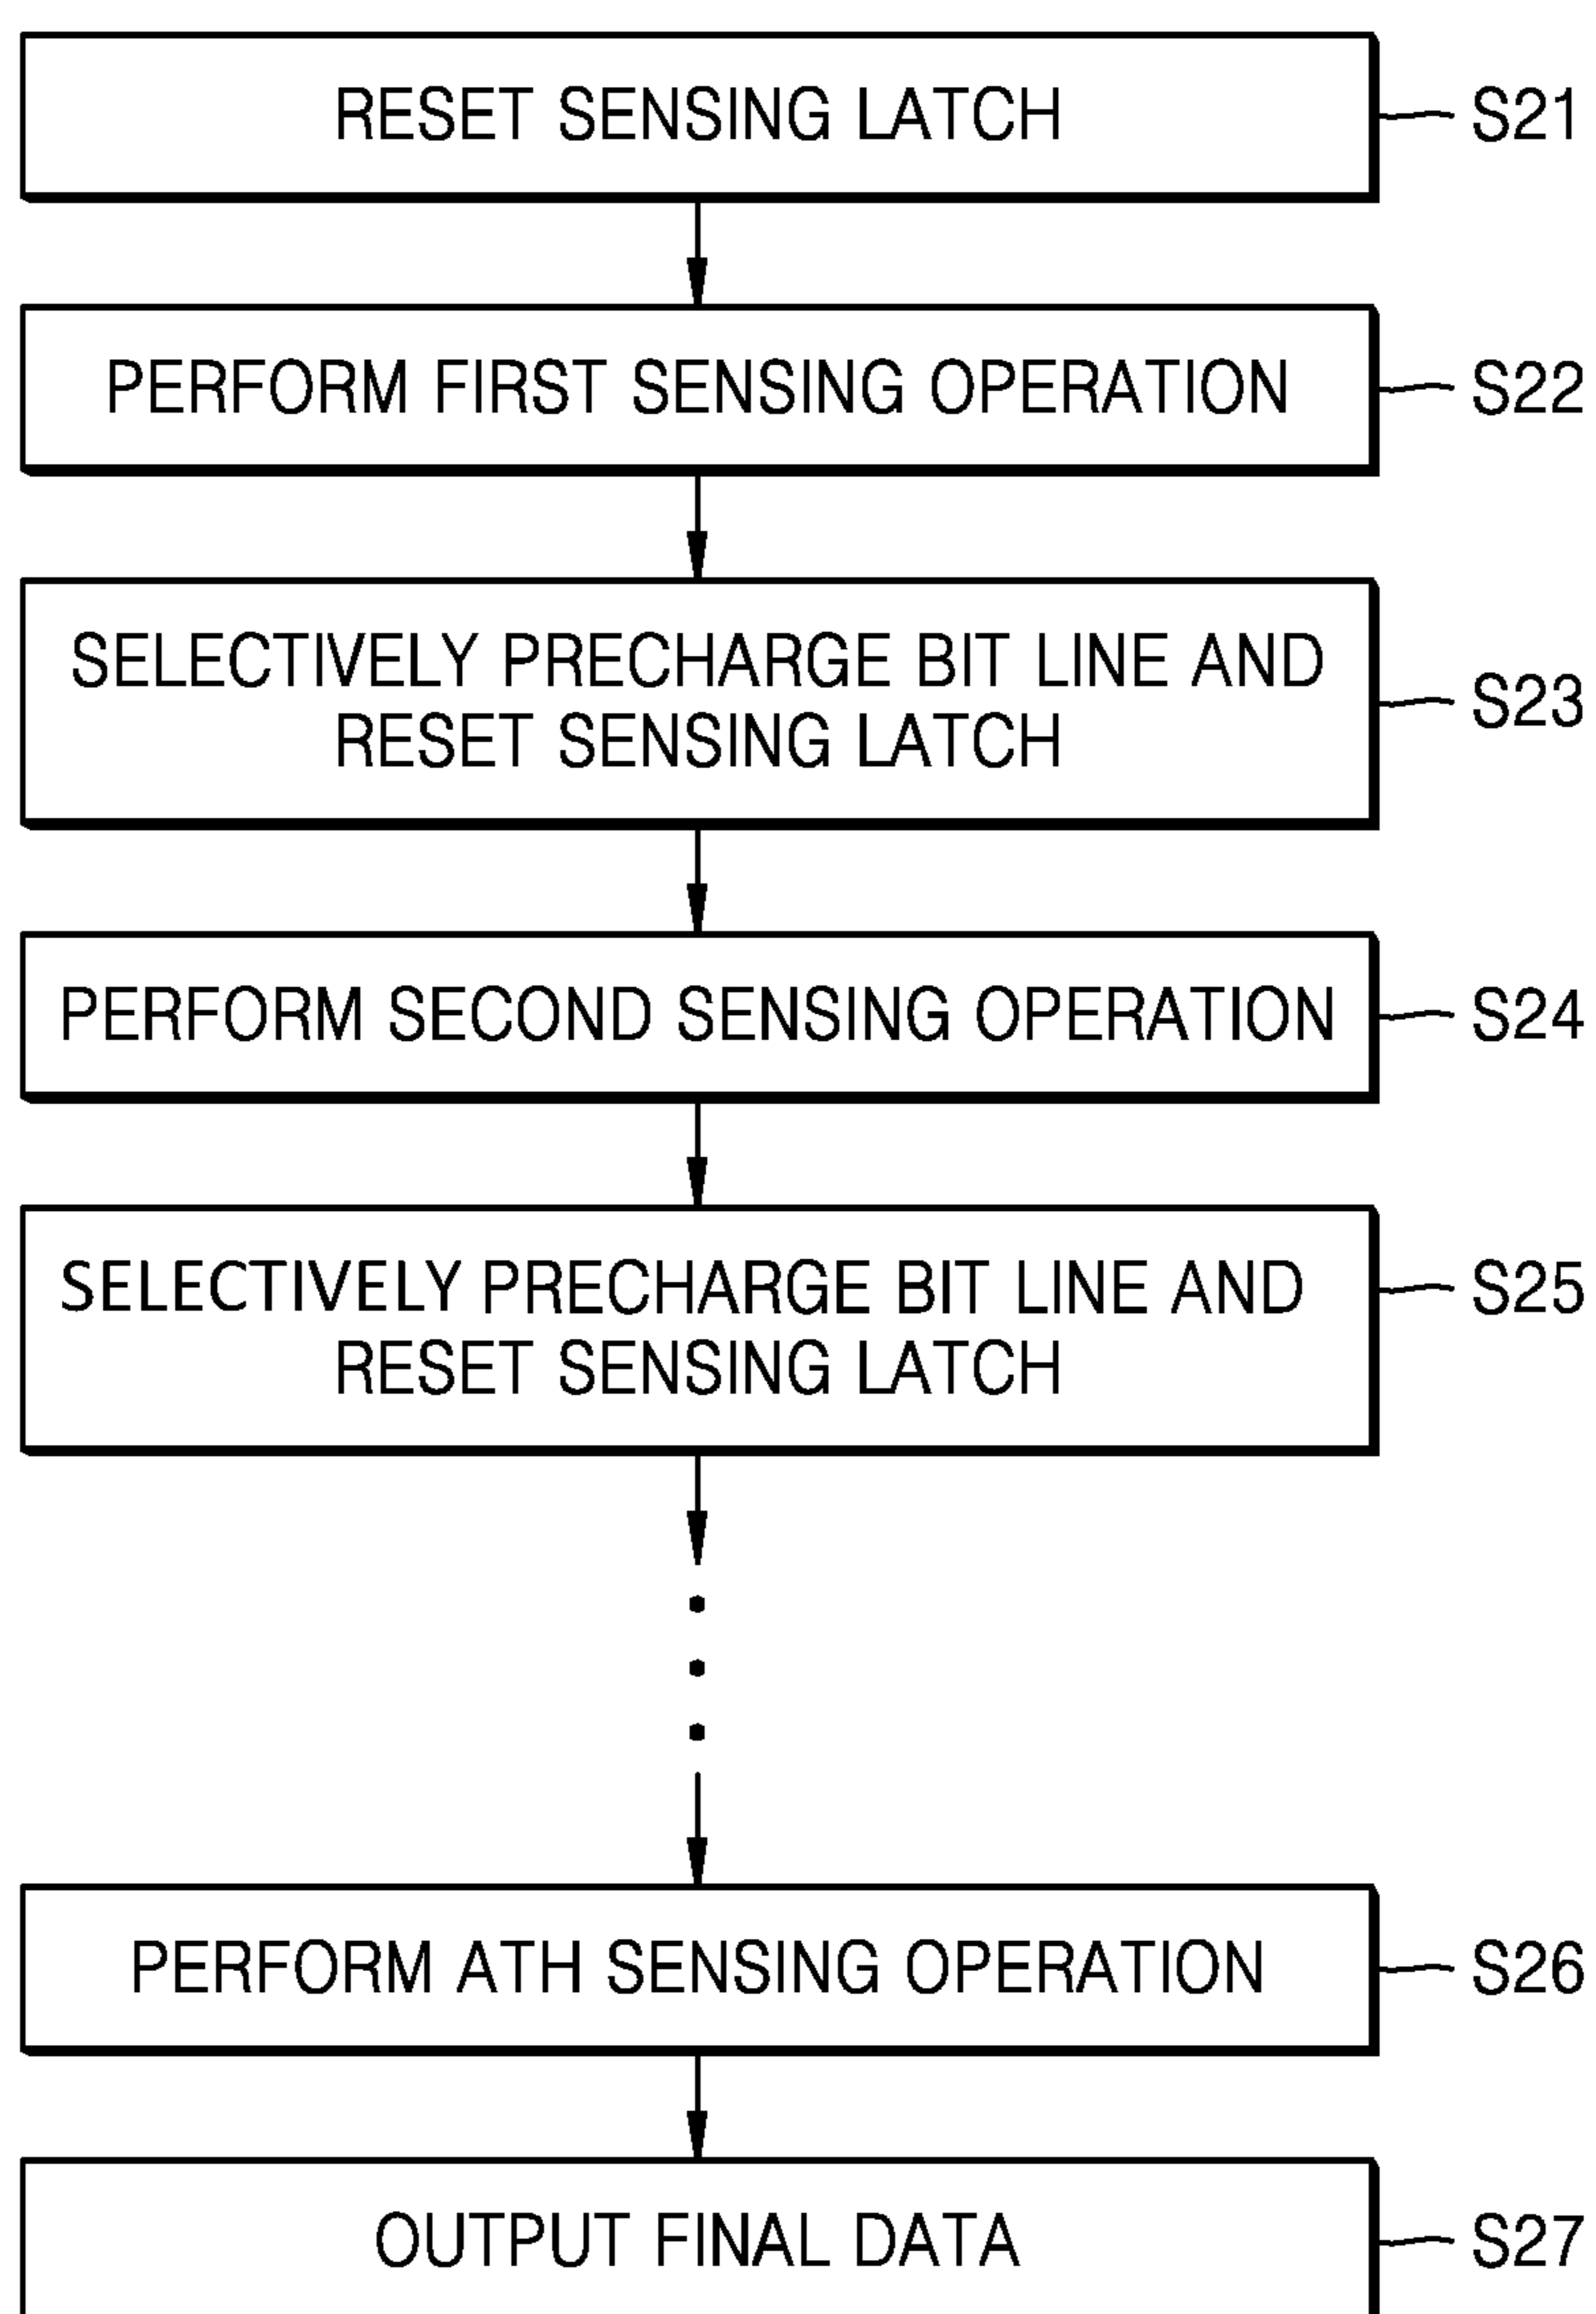 RESET SENSING LATCH
S21
PERFORM FIRST SENSING OPERATION
S22
SELECTIVELY PRECHARGE BIT LINE AND
RESET SENSING LATCH
S23
PERFORM SECOND SENSING OPERATION
S24
SELECTIVELY PRECHARGE BIT LINE AND
RESET SENSING LATCH
S25
PERFORM ATH SENSING OPERATION
S26
OUTPUT FINAL DATA
S27